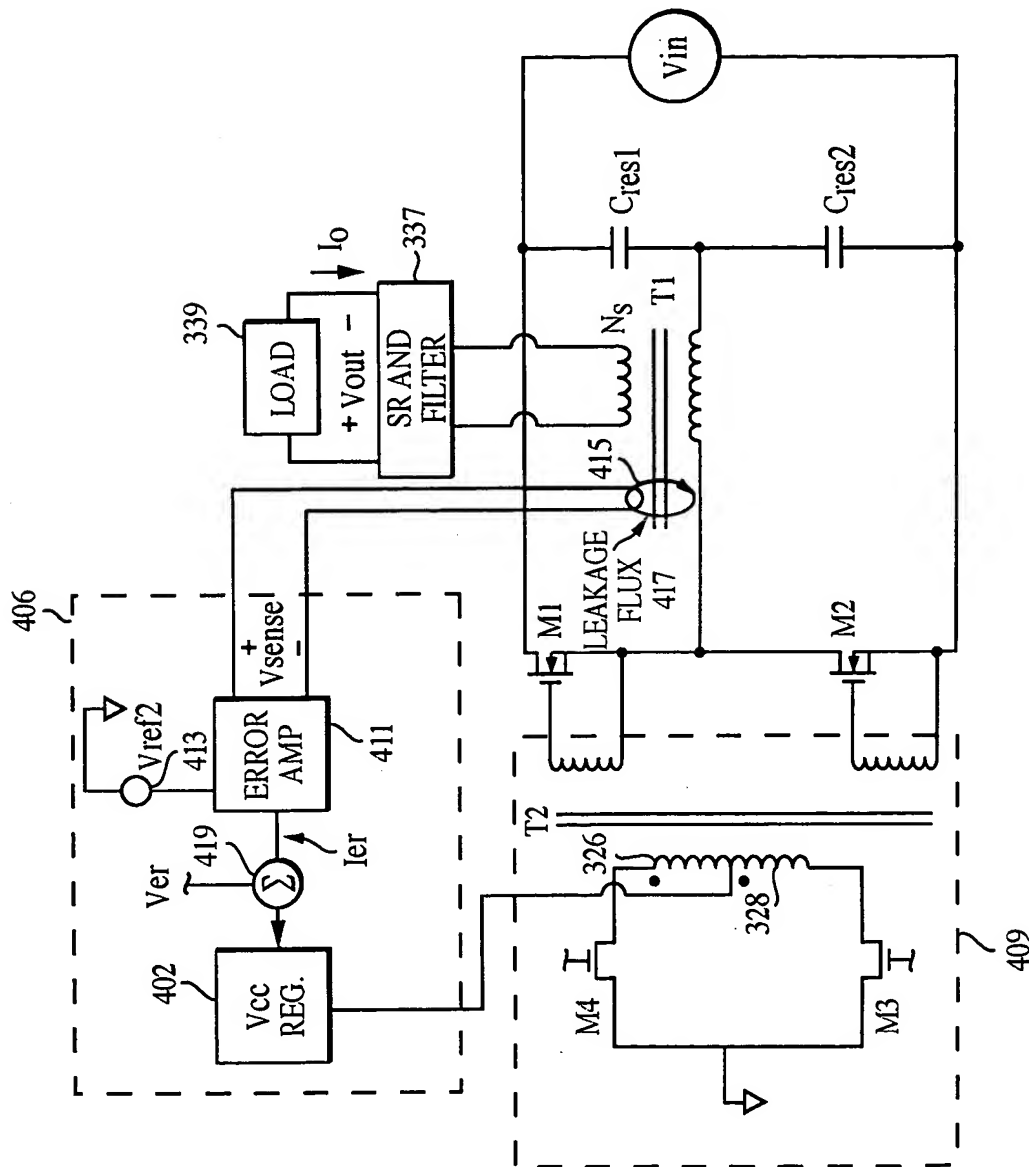 406
Vref2
413
Ver
419
Σ
ERROR
AMP
411
+
Vsense
−
Ier
402
Vcc
REG.
339
LOAD
+ Vout −
Io
337
SR AND
FILTER
NS
T1
415
LEAKAGE
FLUX
417
Cres1
Cres2
Vin
M1
M2
T2
326
328
M4
M3
409